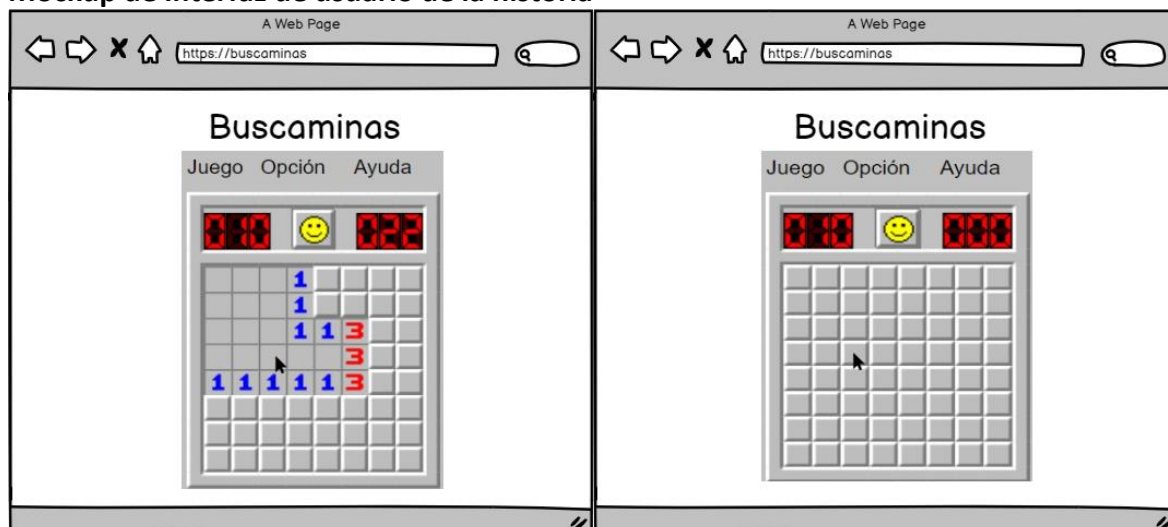 Mockup de interfaz de usuario de la historia
A Web Page
https://buscaminas
Buscaminas
Juego Opción Ayuda
010 022
1
1
1 1 3
3
1 1 1 1 1 3
A Web Page
https://buscaminas
Buscaminas
Juego Opción Ayuda
010 000